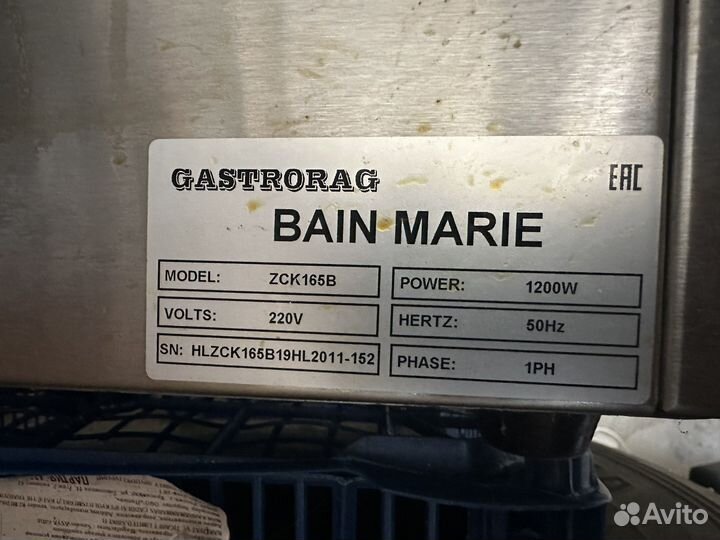 GASTRORAG
EAC
BAIN MARIE
MODEL: ZCK165B
POWER: 1200W
VOLTS: 220V
HERTZ: 50Hz
SN: HLZCK165B19HL2011-152
PHASE: 1PH
Avito